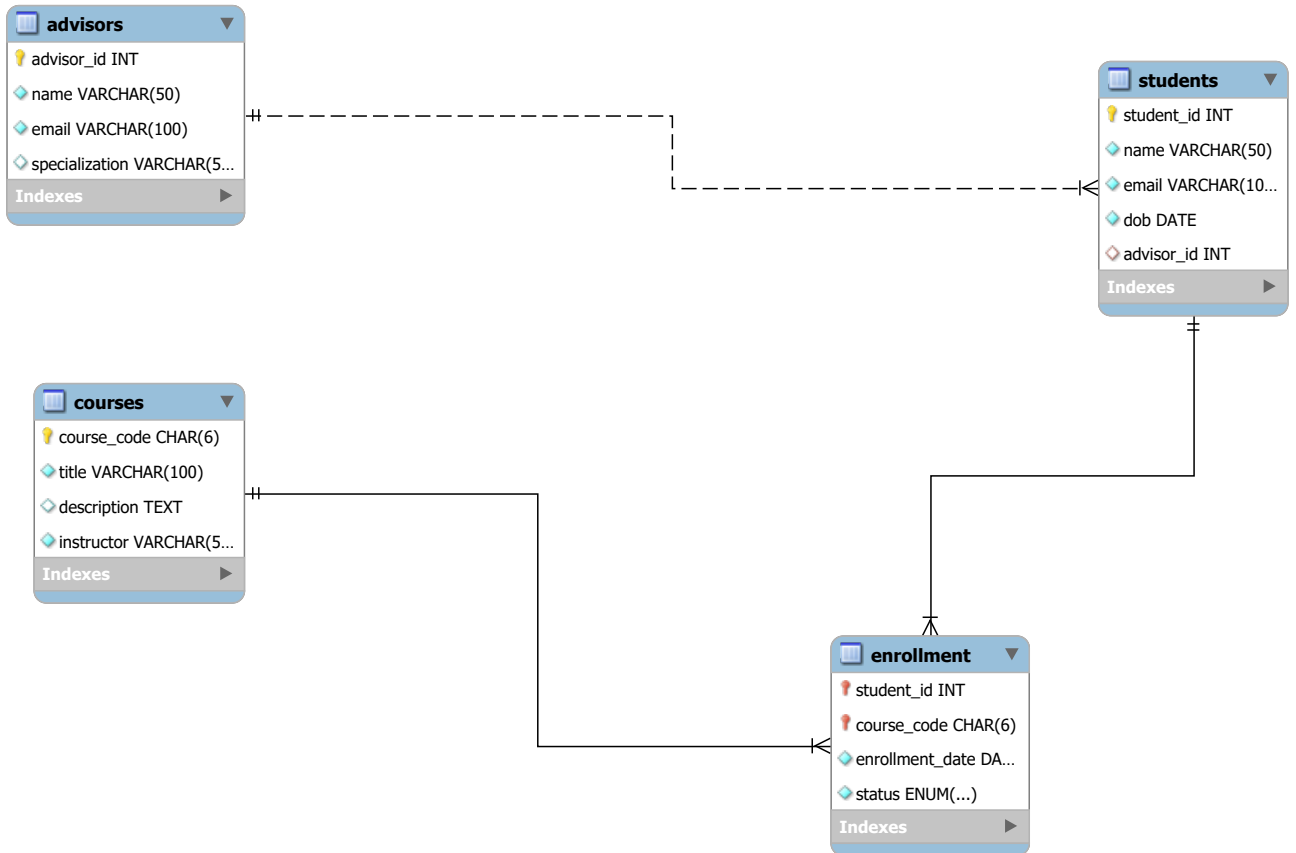 advisors
advisor_id INT
name VARCHAR(50)
email VARCHAR(100)
specialization VARCHAR(5...
Indexes
students
student_id INT
name VARCHAR(50)
email VARCHAR(10...
dob DATE
advisor_id INT
Indexes
courses
course_code CHAR(6)
title VARCHAR(100)
description TEXT
instructor VARCHAR(5...
Indexes
enrollment
student_id INT
course_code CHAR(6)
enrollment_date DA...
status ENUM(...)
Indexes